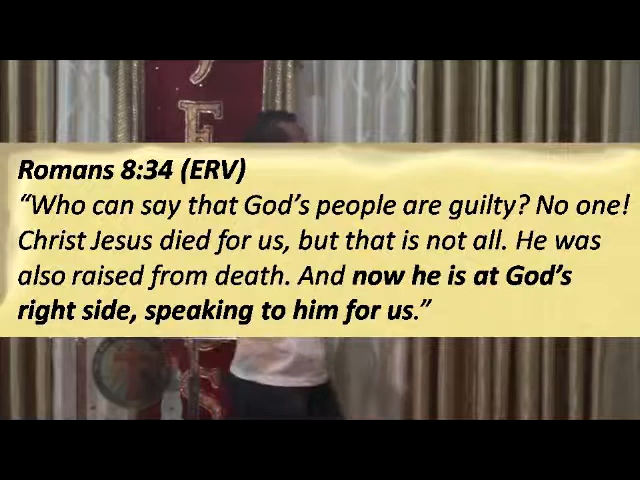 J
E
S
Romans 8:34 (ERV)
“Who can say that God’s people are guilty? No one!
Christ Jesus died for us, but that is not all. He was
also raised from death. And now he is at God’s
right side, speaking to him for us.”